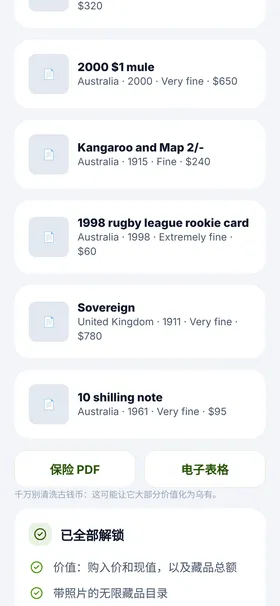 $320
2000 $1 mule
Australia · 2000 · Very fine · $650
Kangaroo and Map 2/-
Australia · 1915 · Fine · $240
1998 rugby league rookie card
Australia · 1998 · Extremely fine ·
$60
Sovereign
United Kingdom · 1911 · Very fine ·
$780
10 shilling note
Australia · 1961 · Very fine · $95
保险 PDF
电子表格
千万别清洗古钱币：这可能让它大部分价值化为乌有。
已全部解锁
价值：购入价和现值，以及藏品总额
带照片的无限藏品目录